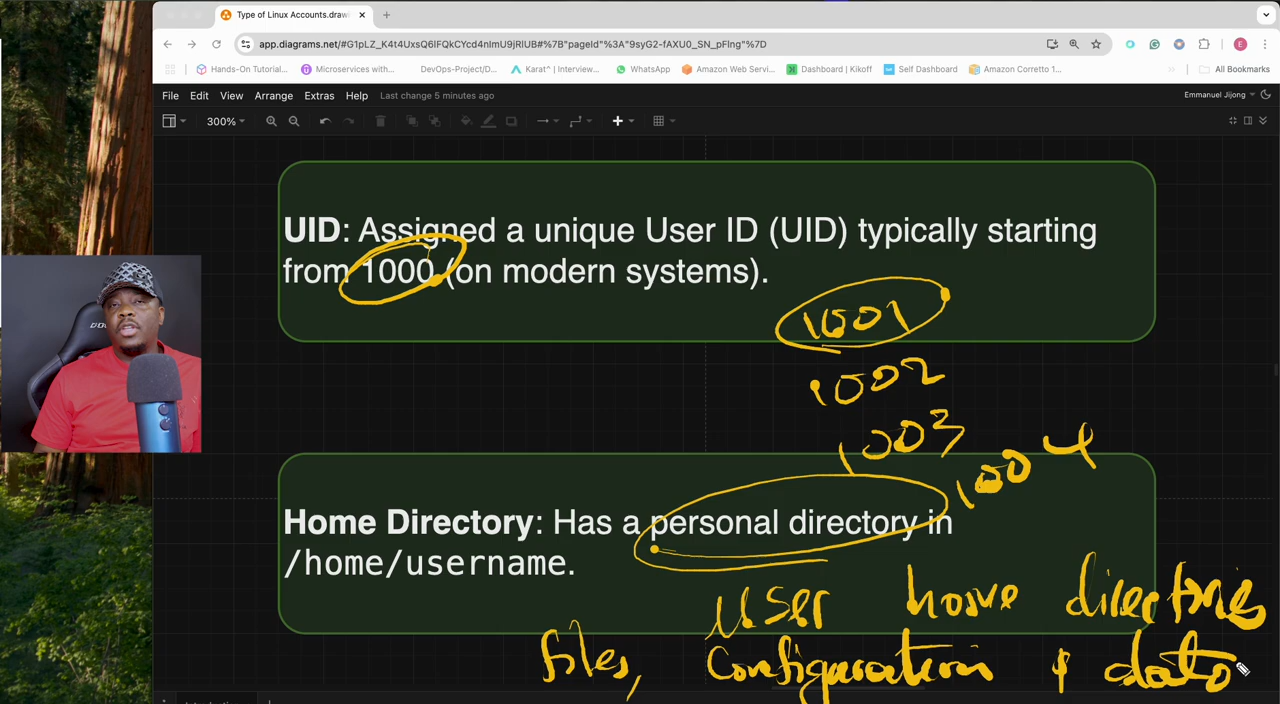 Type of Linux Accounts.draw
app.diagrams.net/#G1pLZ_K4t4UxsQ6IFQkCYcd4nImU9jRIUB#%7B"pageId"%3A"9syG2-fAXU0_SN_pFIng"%7D
Hands-On Tutorial... Microservices with... DevOps-Project/D... Karat^ | Interview... WhatsApp Amazon Web Servi... Dashboard | Kikoff Self Dashboard Amazon Corretto 1... All Bookmarks
File Edit View Arrange Extras Help Last change 5 minutes ago Emmanuel Jijong
300%
UID: Assigned a unique User ID (UID) typically starting
from 1000 (on modern systems).
1001
1002
1003
1004
Home Directory: Has a personal directory in
/home/username.
user home directories
files, configuration & data